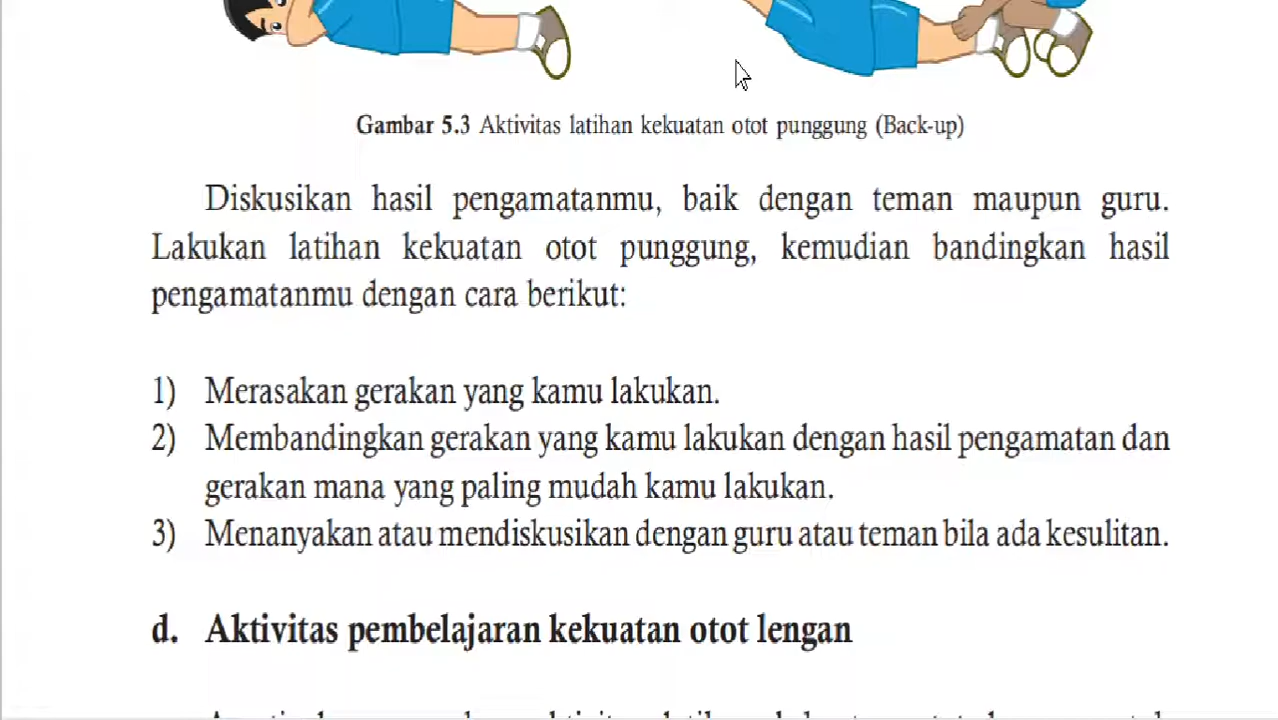 Gambar 5.3 Aktivitas latihan kekuatan otot punggung (Back-up)
Diskusikan hasil pengamatanmu, baik dengan teman maupun guru.
Lakukan latihan kekuatan otot punggung, kemudian bandingkan hasil
pengamatanmu dengan cara berikut:
1) Merasakan gerakan yang kamu lakukan.
2) Membandingkan gerakan yang kamu lakukan dengan hasil pengamatan dan
gerakan mana yang paling mudah kamu lakukan.
3) Menanyakan atau mendiskusikan dengan guru atau teman bila ada kesulitan.
d. Aktivitas pembelajaran kekuatan otot lengan